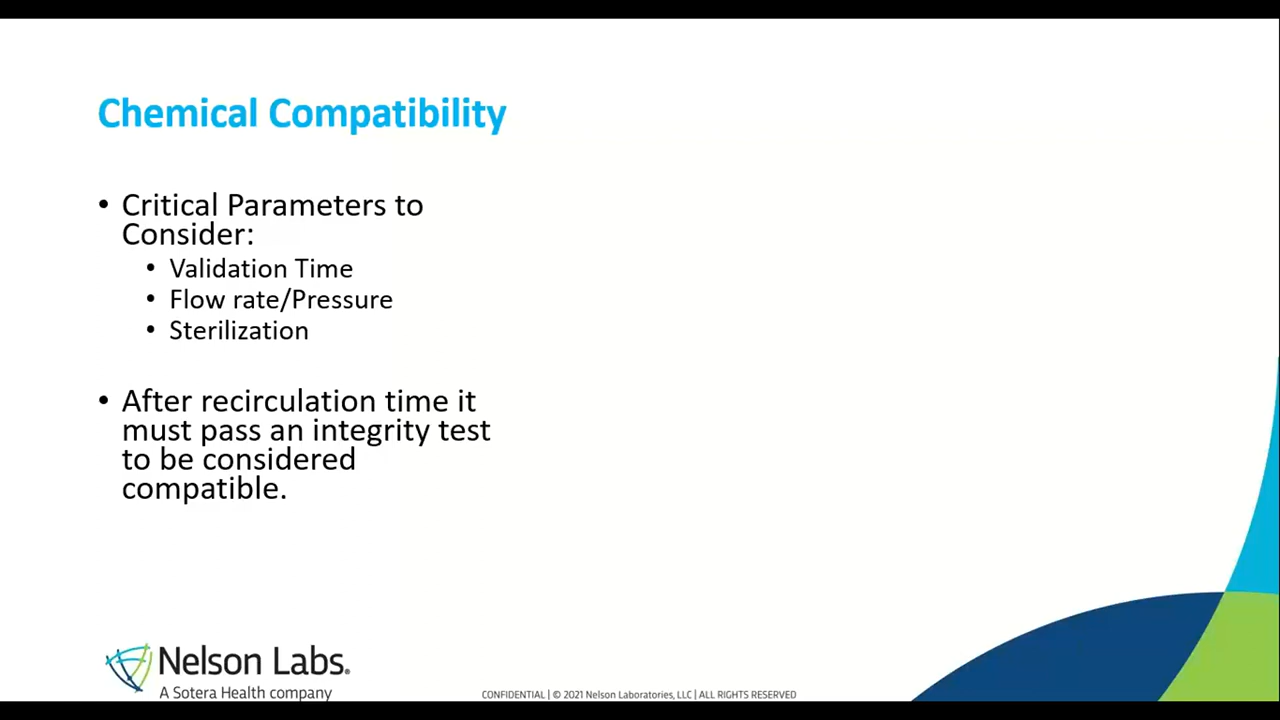 Chemical Compatibility
• Critical Parameters to
Consider:
• Validation Time
• Flow rate/Pressure
• Sterilization
• After recirculation time it
must pass an integrity test
to be considered
compatible.
Nelson Labs®
A Sotera Health company
CONFIDENTIAL | © 2021 Nelson Laboratories, LLC | ALL RIGHTS RESERVED